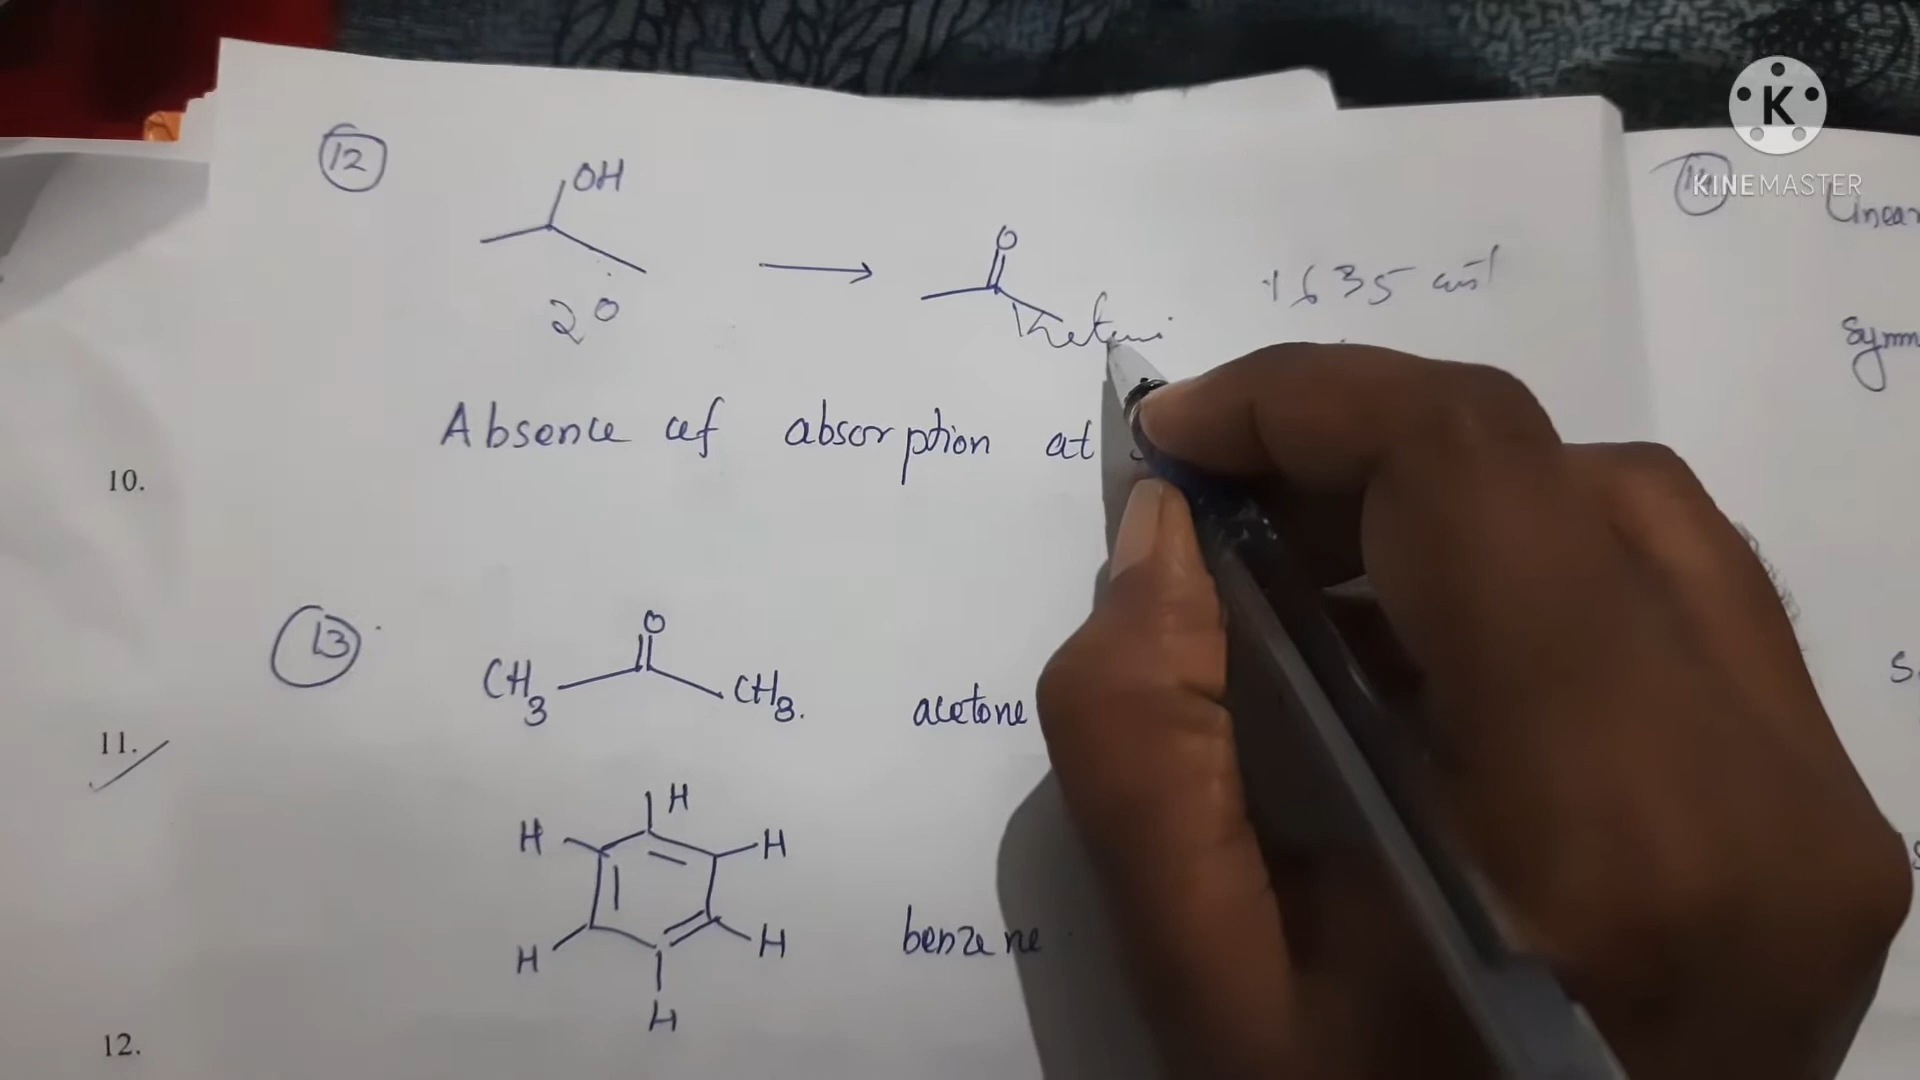 12
OH
O
2°
1635 cm⁻¹
Absence of absorption at
10.
13
O
CH3 CH3.
acetone
11.
H
H H
H H
H
benzene
12.
K
KINEMASTER
Linear
Symm